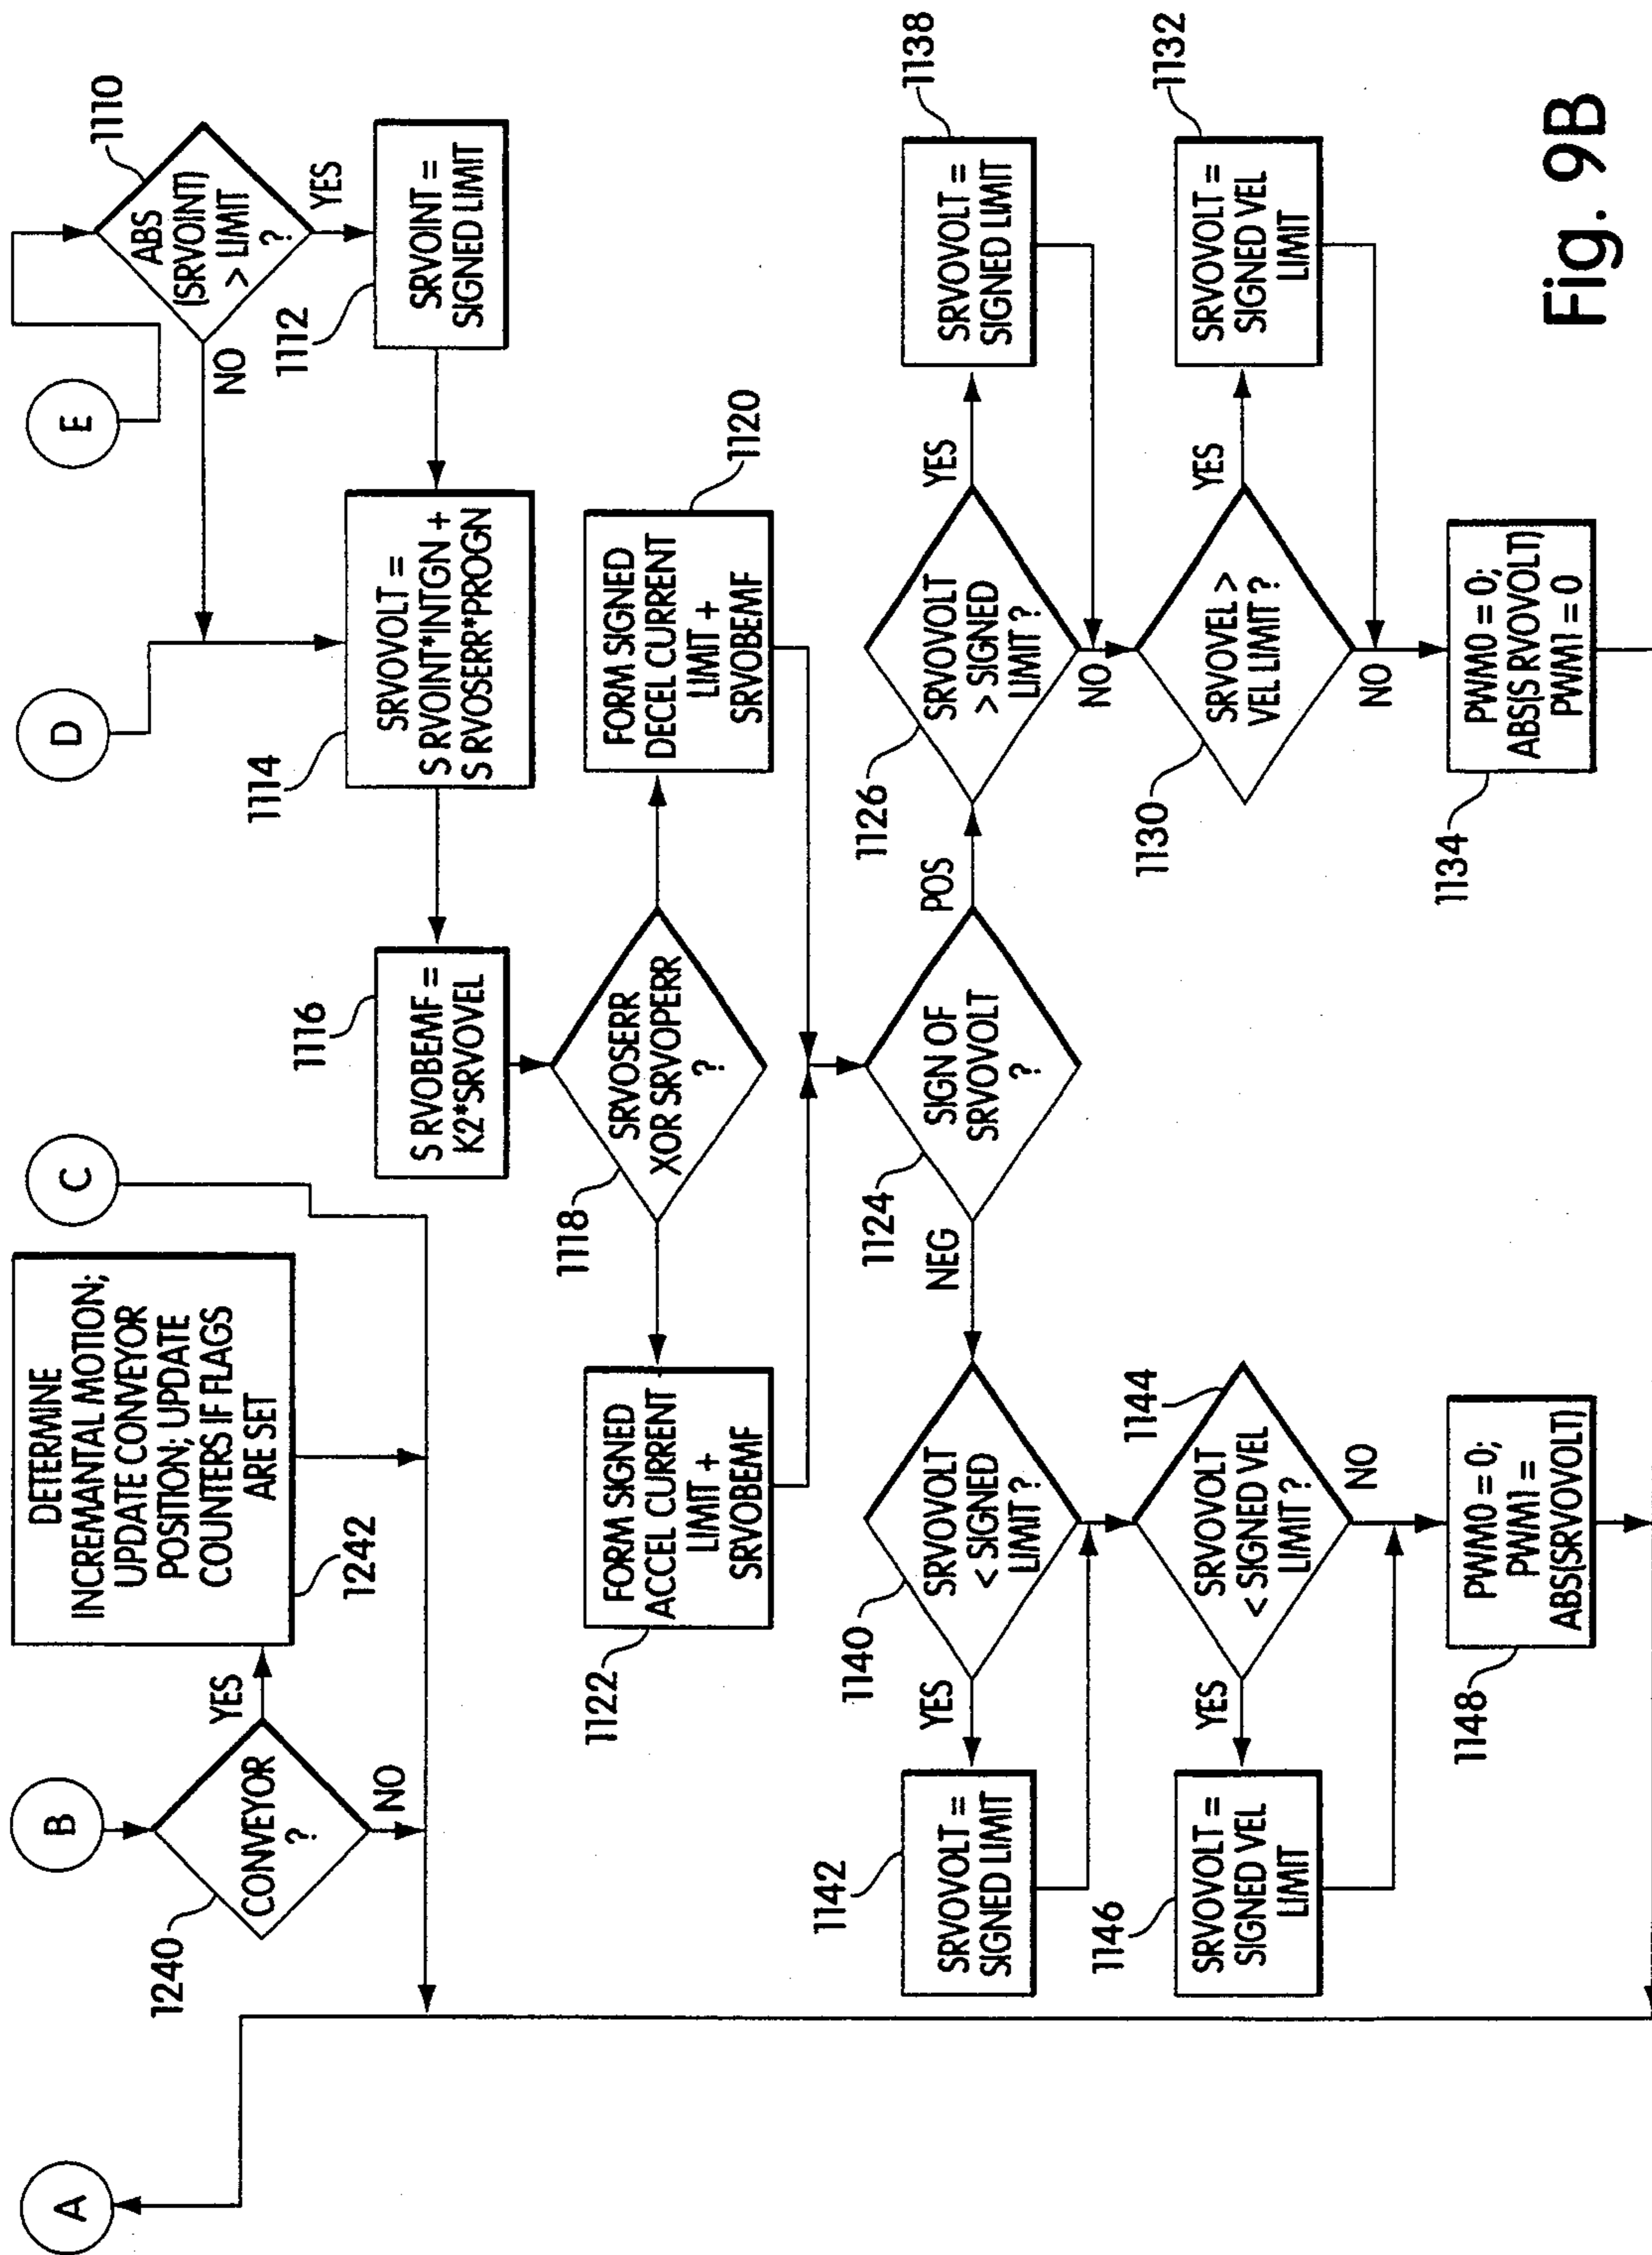 A
B
C
D
E
1240
CONVEYOR
?
YES
NO
DETERMINE
INCREMANTAL MOTION;
UPDATE CONVEYOR
POSITION; UPDATE
COUNTERS IF FLAGS
ARE SET
1242
1110
ABS
(SRVOINT)
> LIMIT
?
NO
YES
1112
SRVOINT =
SIGNED LIMIT
1114
SRVOVOLT =
S RVOINT*INTGN +
S RVOSERR*PROGN
1116
S RVOBEMF =
K2*SRVOVEL
1118
SRVOSERR
XOR SRVOPERR
?
1122
FORM SIGNED
ACCEL CURRENT
LIMIT +
SRVOBEMF
1120
FORM SIGNED
DECEL CURRENT
LIMIT +
SRVOBEMF
1124
SIGN OF
SRVOVOLT
?
NEG
POS
1140
SRVOVOLT
< SIGNED
LIMIT ?
YES
1142
SRVOVOLT =
SIGNED LIMIT
1144
SRVOVOLT
< SIGNED VEL
LIMIT ?
YES
NO
1146
SRVOVOLT =
SIGNED VEL
LIMIT
1148
PWM0 = 0;
PWM1 =
ABS(SRVOVOLT)
1126
SRVOVOLT
> SIGNED
LIMIT ?
YES
NO
1138
SRVOVOLT =
SIGNED LIMIT
1130
SRVOVEL >
VEL LIMIT ?
YES
NO
1132
SRVOVOLT =
SIGNED VEL
LIMIT
1134
PWM0 = 0;
ABS(S RVOVOLT)
PWM1 = 0
Fig. 9B